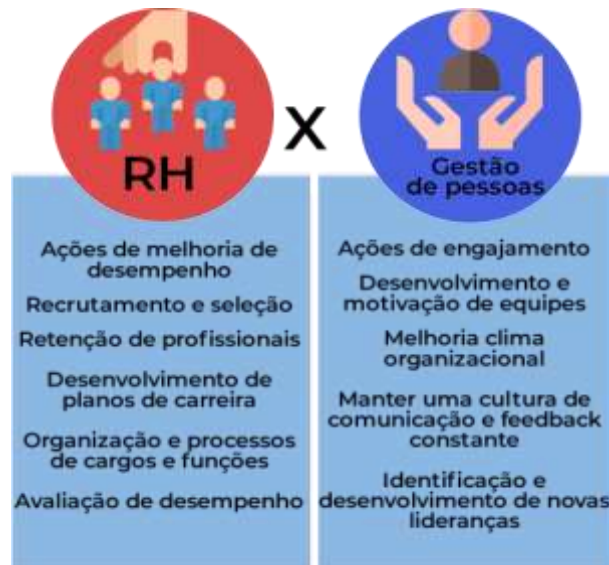 RH
X
Gestão
de pessoas
Ações de melhoria de
desempenho
Recrutamento e seleção
Retenção de profissionais
Desenvolvimento de
planos de carreira
Organização e processos
de cargos e funções
Avaliação de desempenho
Ações de engajamento
Desenvolvimento e
motivação de equipes
Melhoria clima
organizacional
Manter uma cultura de
comunicação e feedback
constante
Identificação e
desenvolvimento de novas
lideranças